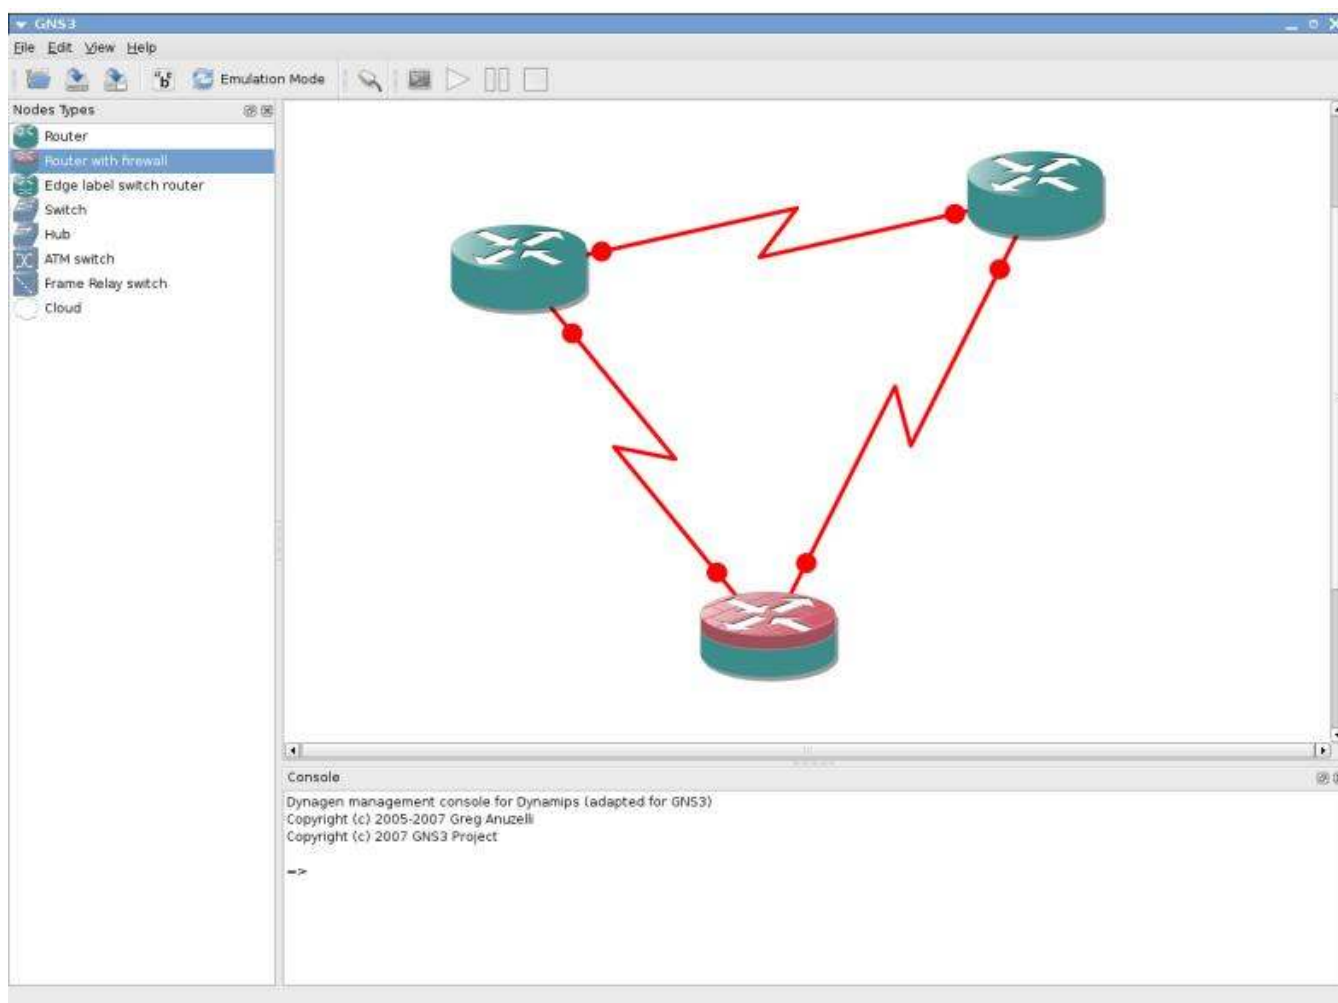 GNS3
File Edit View Help
"b" Emulation Mode
Nodes Types
Router
Router with firewall
Edge label switch router
Switch
Hub
ATM switch
Frame Relay switch
Cloud
Console
Dynagen management console for Dynamips (adapted for GNS3)
Copyright (c) 2005-2007 Greg Anuzelli
Copyright (c) 2007 GNS3 Project
=>